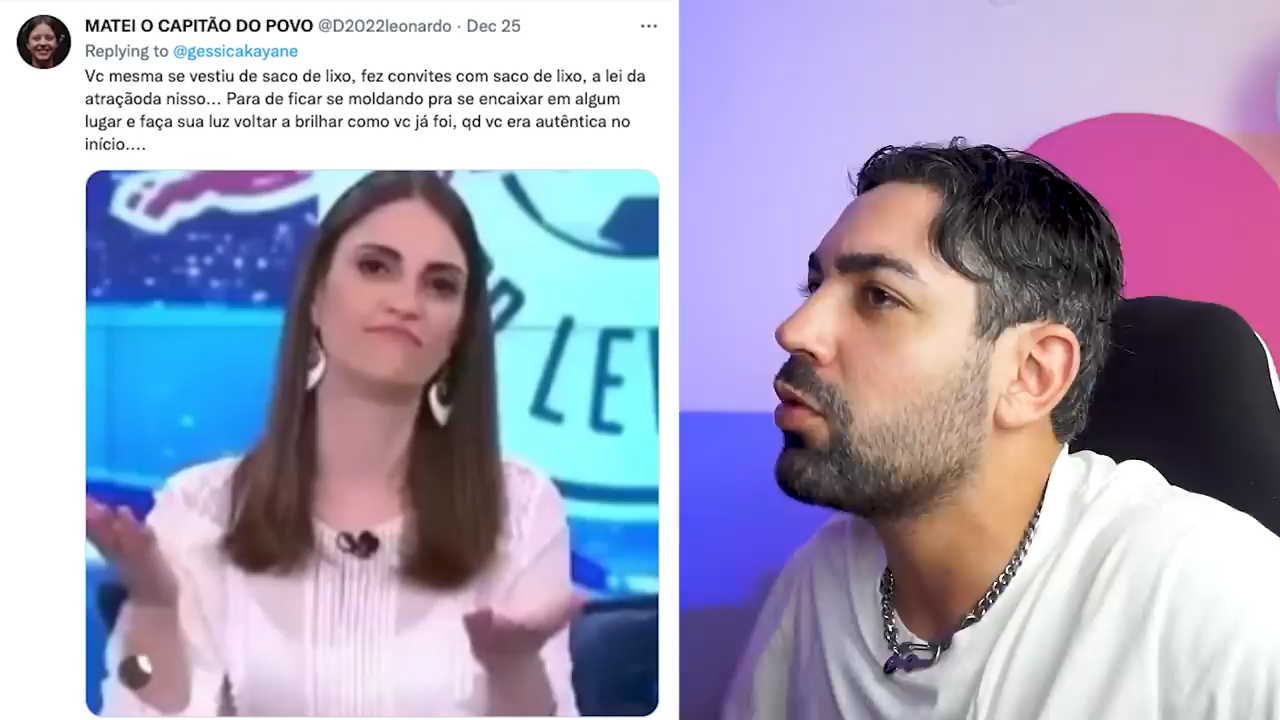 MATEI O CAPITÃO DO POVO @D2022leonardo · Dec 25
Replying to @gessicakayane
Vc mesma se vestiu de saco de lixo, fez convites com saco de lixo, a lei da
atraçãoda nisso... Para de ficar se moldando pra se encaixar em algum
lugar e faça sua luz voltar a brilhar como vc já foi, qd vc era autêntica no
início....
LE